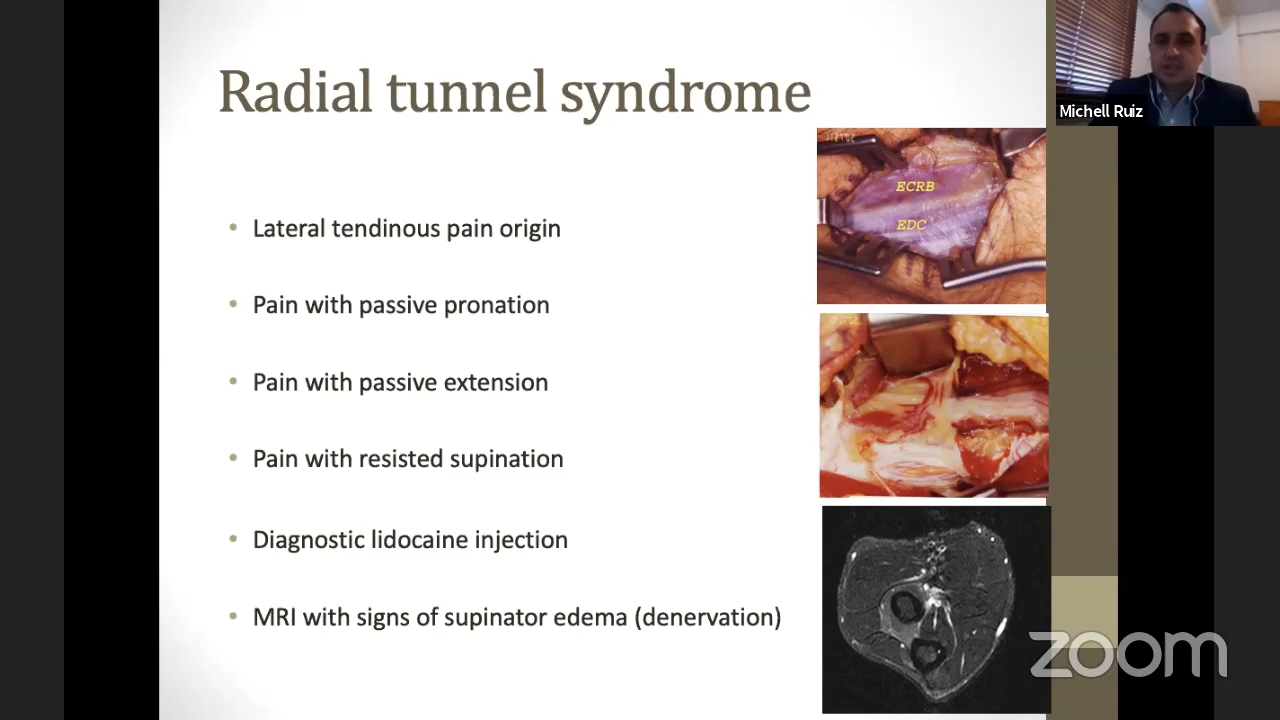 Radial tunnel syndrome
Michell Ruiz
ECRB
EDC
• Lateral tendinous pain origin
• Pain with passive pronation
• Pain with passive extension
• Pain with resisted supination
• Diagnostic lidocaine injection
• MRI with signs of supinator edema (denervation)
zoom